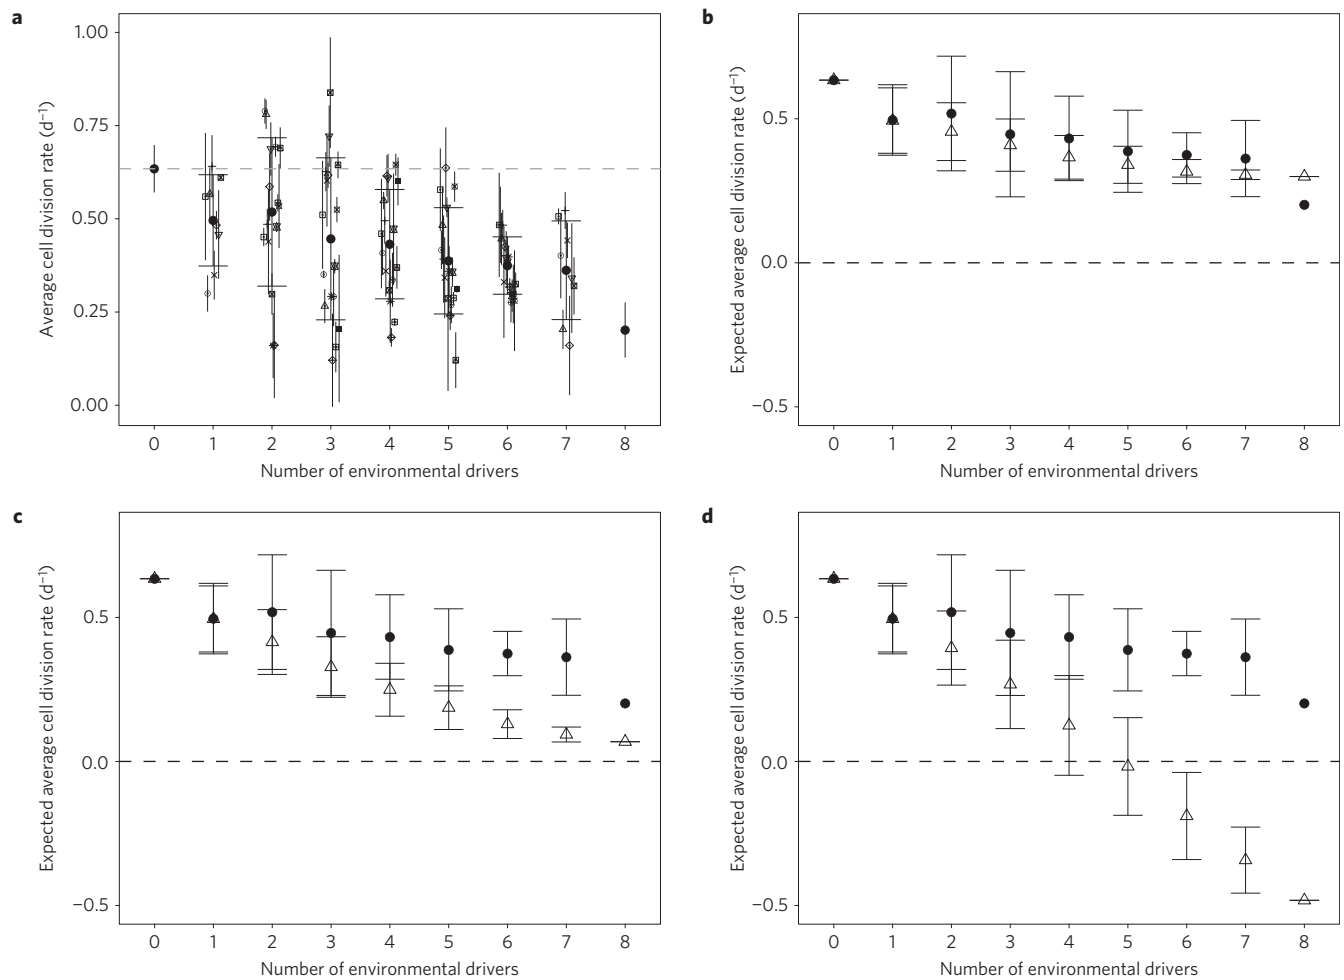 a
1.00
0.75
0.50
0.25
0.00
Average cell division rate (d⁻¹)
0 1 2 3 4 5 6 7 8
Number of environmental drivers
b
0.5
0.0
−0.5
Expected average cell division rate (d⁻¹)
0 1 2 3 4 5 6 7 8
Number of environmental drivers
c
0.5
0.0
−0.5
Expected average cell division rate (d⁻¹)
0 1 2 3 4 5 6 7 8
Number of environmental drivers
d
0.5
0.0
−0.5
Expected average cell division rate (d⁻¹)
0 1 2 3 4 5 6 7 8
Number of environmental drivers